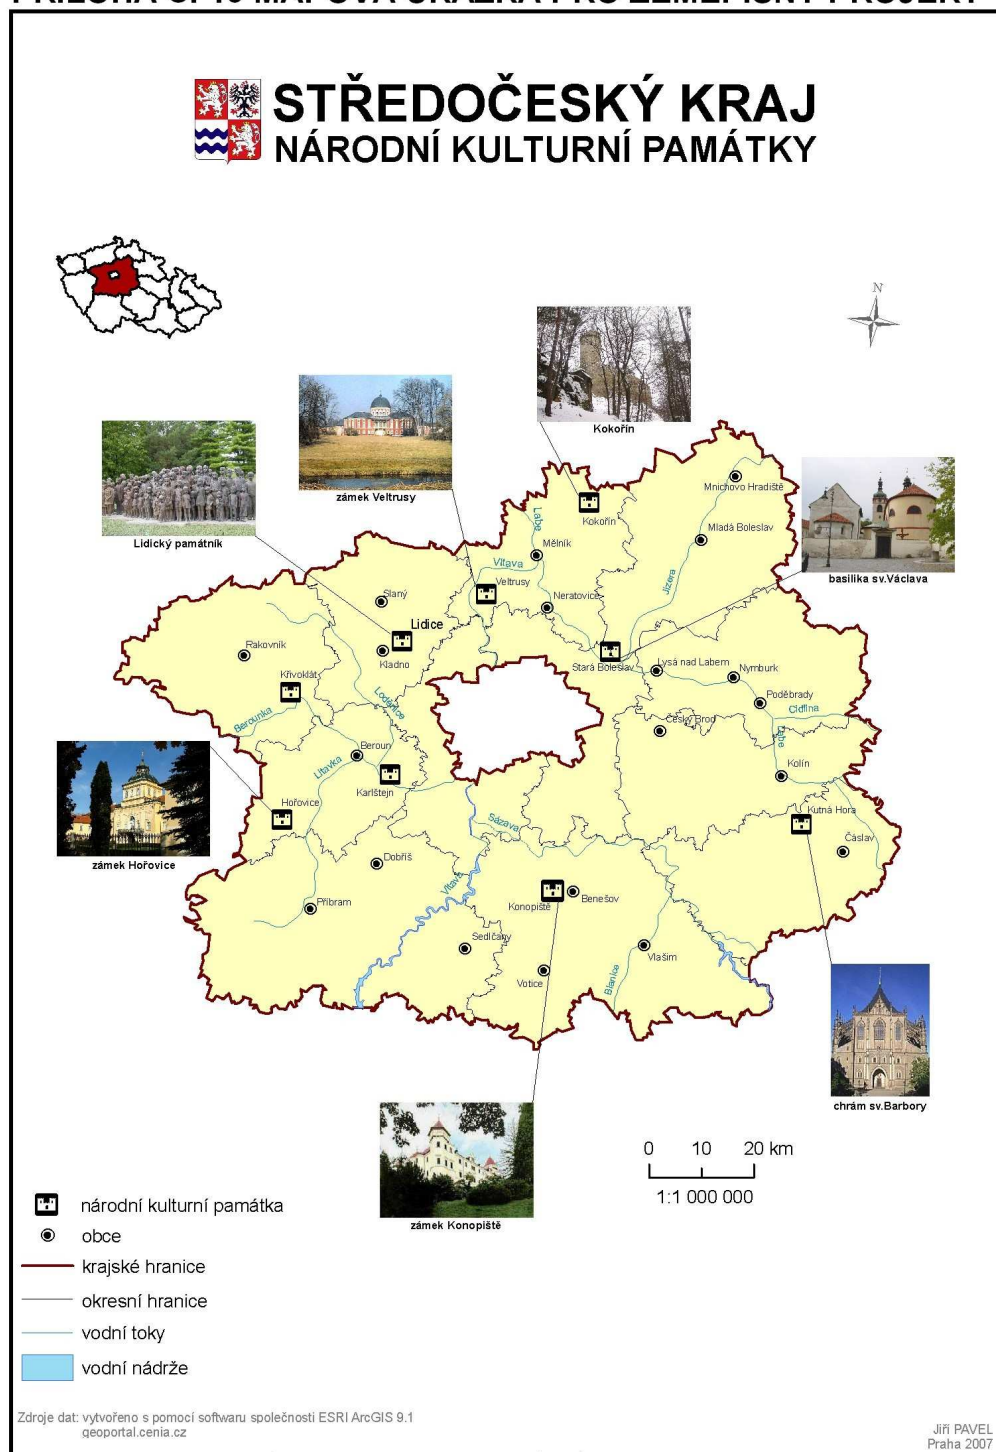 PŘÍLOHA Č. 15 MAPOVÁ UKÁZKA PRO ZEMĚPISNÝ PROJEKT
STŘEDOČESKÝ KRAJ
NÁRODNÍ KULTURNÍ PAMÁTKY
N
Kokořín
zámek Veltrusy
Lidický památník
basilika sv.Václava
Mnichovo Hradiště
Kokořín
Labe
Mladá Boleslav
Mělník
Vltava
Jizera
Veltrusy
Slaný
Neratovice
Lidice
Rakovník
Kladno
Stará Boleslav
Lysá nad Labem
Nymburk
Křivoklát
Poděbrady
Loděnice
Cidlina
Berounka
Český Brod
Labe
Beroun
Litavka
Kolín
Karlštejn
Hořovice
Kutná Hora
Sázava
Čáslav
zámek Hořovice
Dobříš
Vltava
Benešov
Příbram
Konopiště
Sedlčany
Vlašim
Votice
Blanice
chrám sv.Barbory
zámek Konopiště
0 10 20 km
1:1 000 000
národní kulturní památka
obce
krajské hranice
okresní hranice
vodní toky
vodní nádrže
Zdroje dat: vytvořeno s pomocí softwaru společnosti ESRI ArcGIS 9.1
geoportal.cenia.cz
Jiří PAVEL
Praha 2007